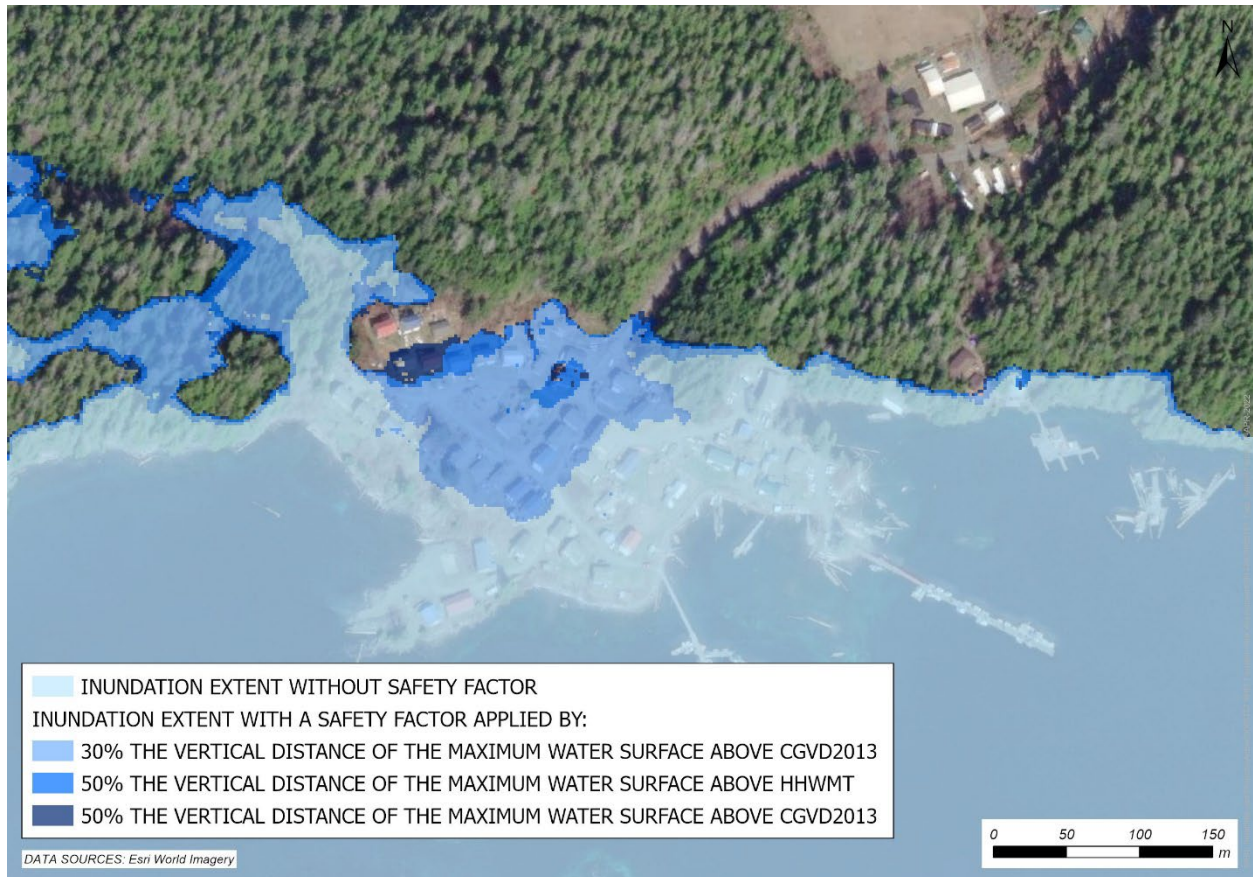 N
INUNDATION EXTENT WITHOUT SAFETY FACTOR
INUNDATION EXTENT WITH A SAFETY FACTOR APPLIED BY:
30% THE VERTICAL DISTANCE OF THE MAXIMUM WATER SURFACE ABOVE CGVD2013
50% THE VERTICAL DISTANCE OF THE MAXIMUM WATER SURFACE ABOVE HHWMT
50% THE VERTICAL DISTANCE OF THE MAXIMUM WATER SURFACE ABOVE CGVD2013
DATA SOURCES: Esri World Imagery
0 50 100 150
m